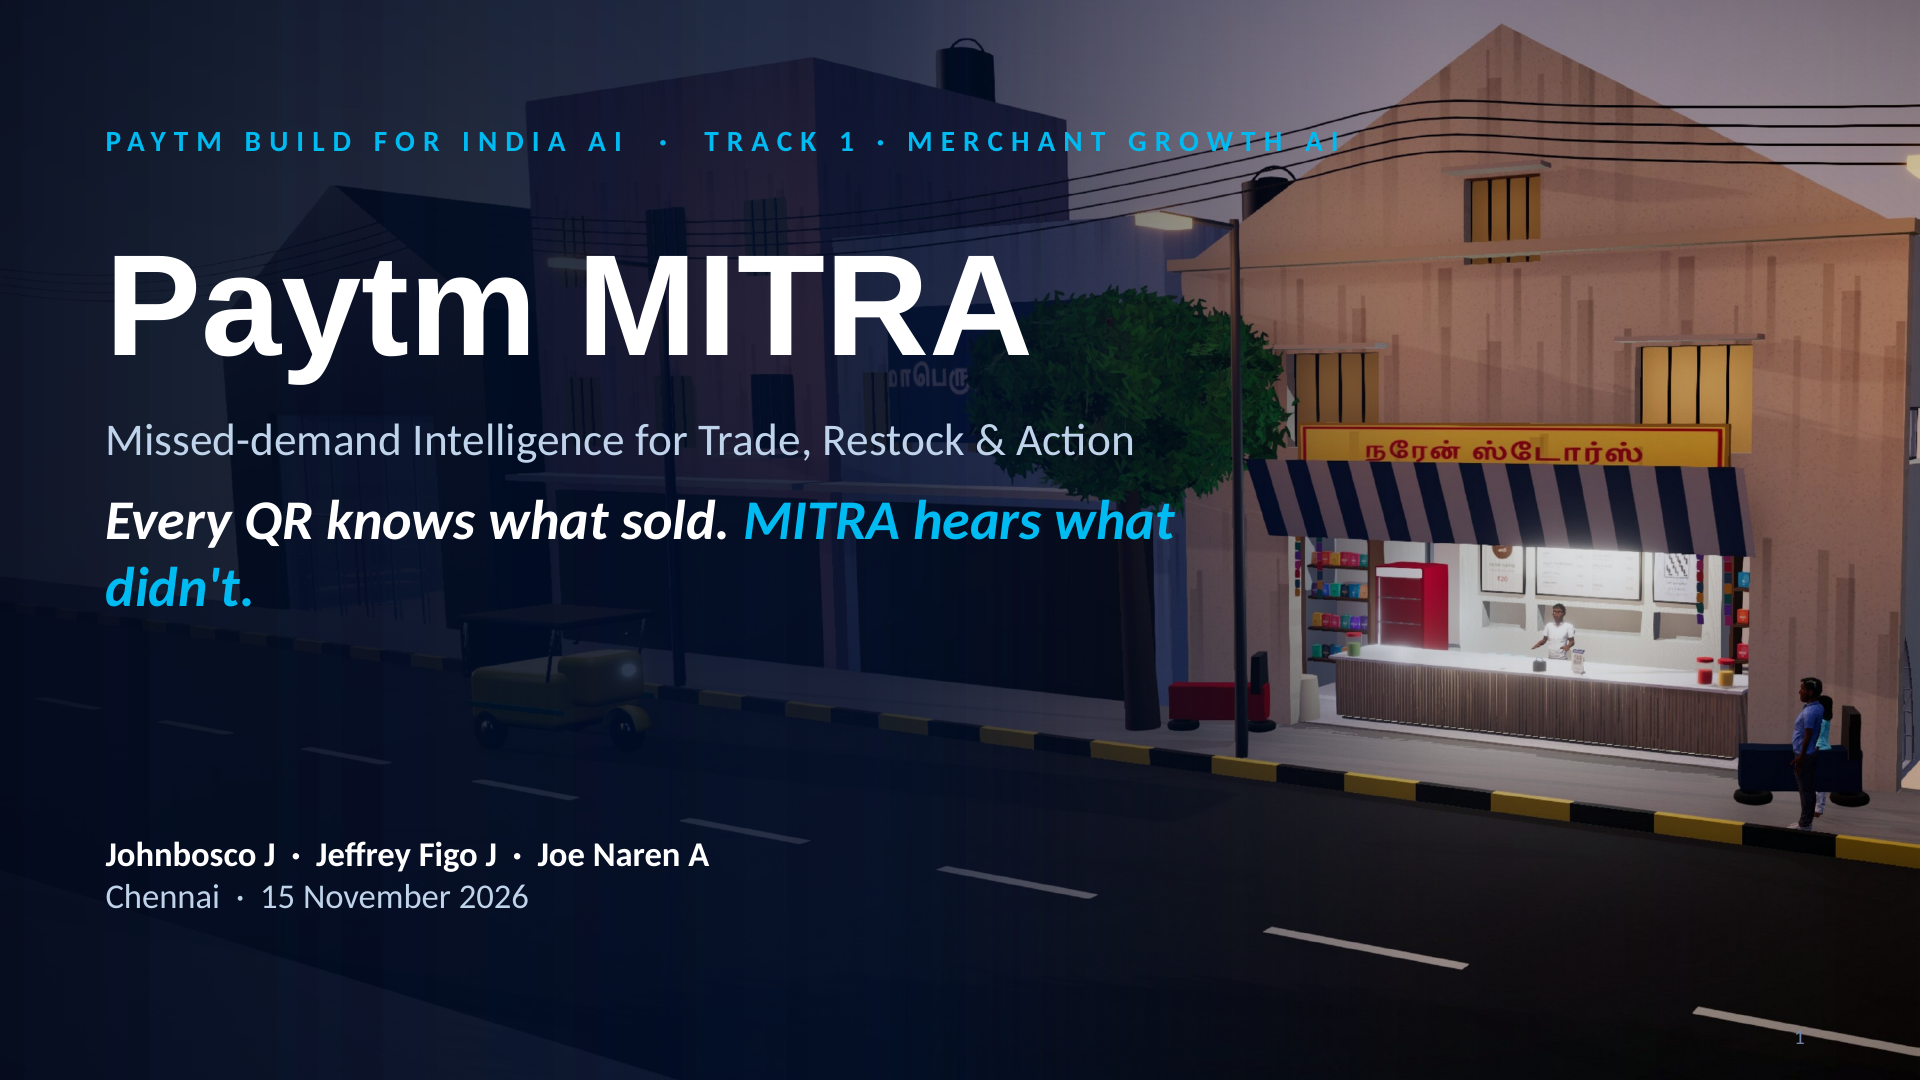 PAYTM BUILD FOR INDIA AI · TRACK 1 · MERCHANT GROWTH AI
Paytm MITRA
Missed-demand Intelligence for Trade, Restock & Action
Every QR knows what sold. MITRA hears what
didn't.
நரேன் ஸ்டோர்ஸ்
₹20
Johnbosco J · Jeffrey Figo J · Joe Naren A
Chennai · 15 November 2026
1